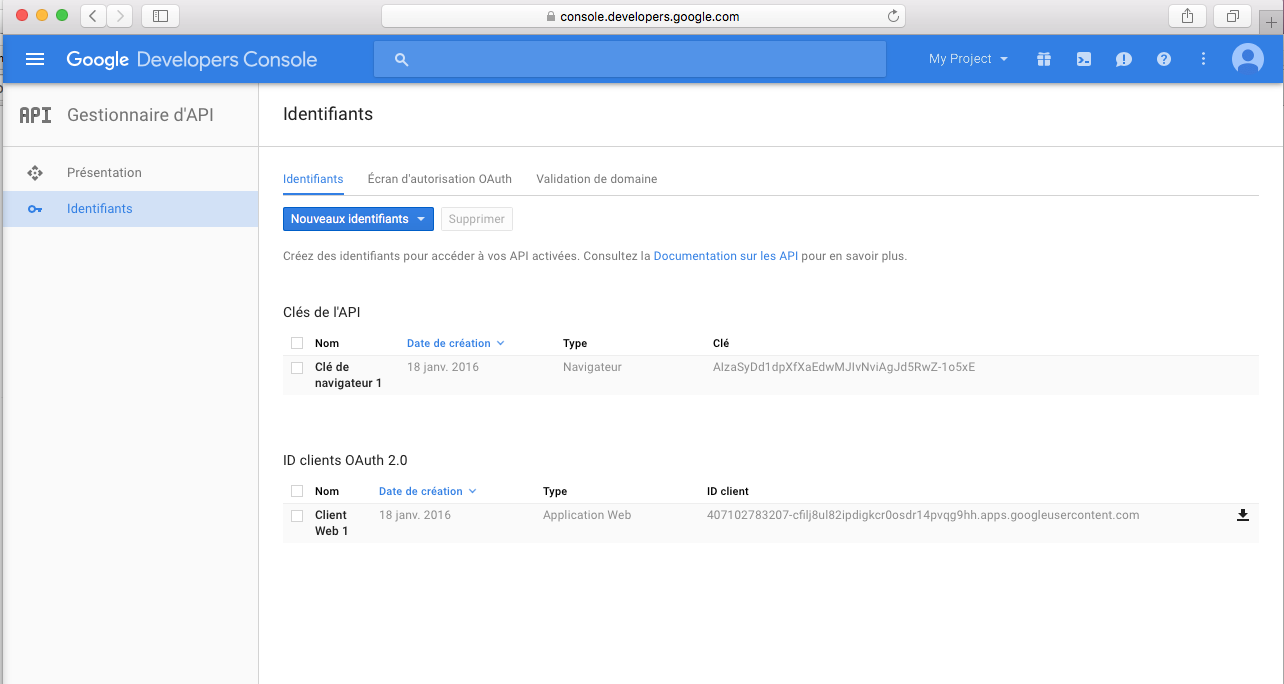 console.developers.google.com
Google Developers Console
My Project
API Gestionnaire d'API
Identifiants
Présentation
Identifiants
Identifiants Écran d'autorisation OAuth Validation de domaine
Nouveaux identifiants Supprimer
Créez des identifiants pour accéder à vos API activées. Consultez la Documentation sur les API pour en savoir plus.
Clés de l'API
Nom Date de création Type Clé
Clé de navigateur 1 18 janv. 2016 Navigateur AIzaSyDd1dpXfXaEdwMJIvNviAgJd5RwZ-1o5xE
ID clients OAuth 2.0
Nom Date de création Type ID client
Client Web 1 18 janv. 2016 Application Web 407102783207-cfilj8ul82ipdigkcr0osdr14pvqg9hh.apps.googleusercontent.com